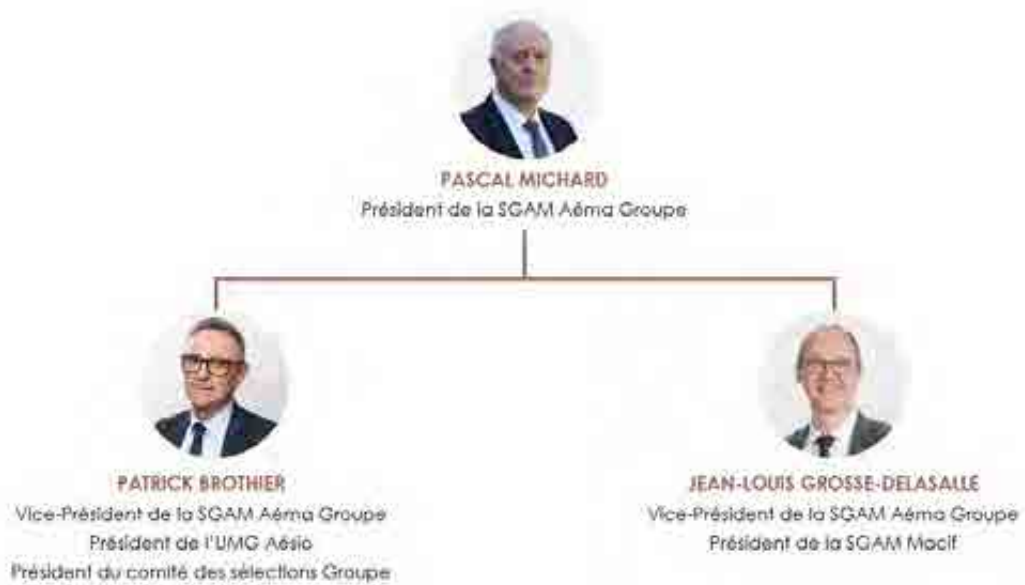 PASCAL MICHARD
Président de la SGAM Aéma Groupe
PATRICK BROTHIER
Vice-Président de la SGAM Aéma Groupe
Président de l'UMG Aésio
Président du comité des sélections Groupe
JEAN-LOUIS GROSSE-DELASALLE
Vice-Président de la SGAM Aéma Groupe
Président de la SGAM Macif